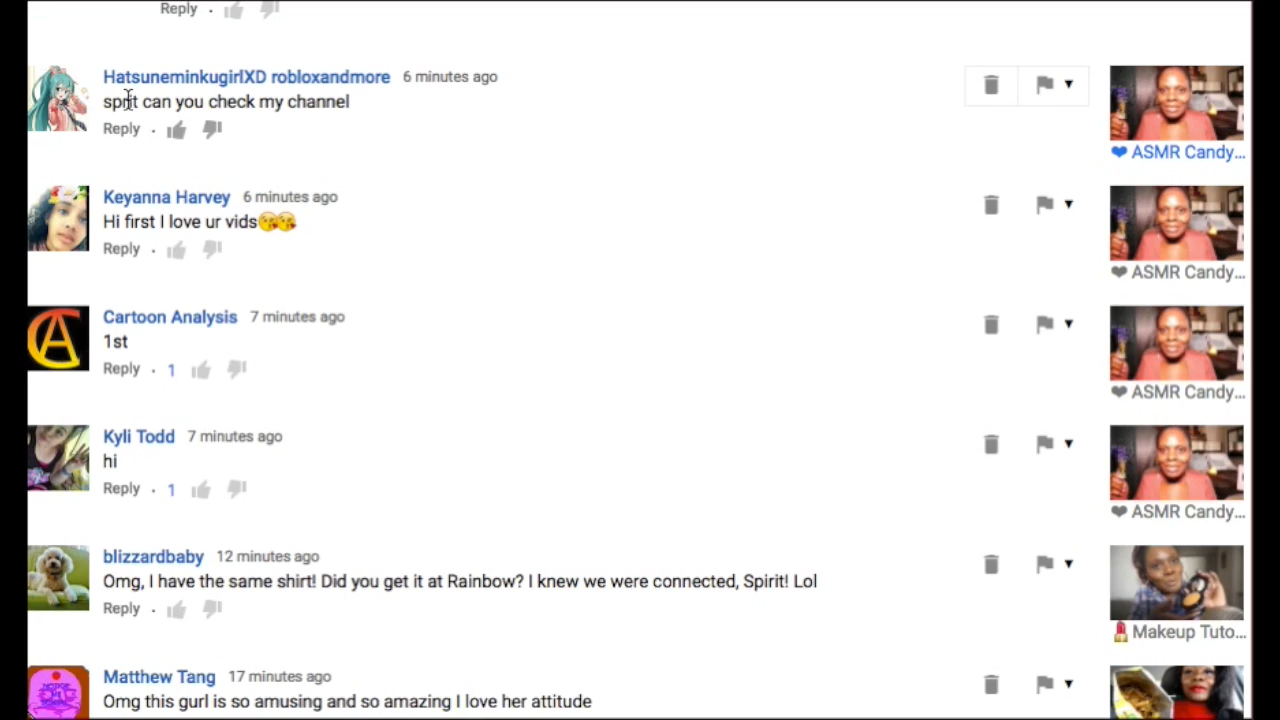 Reply ·
HatsuneminkugirlXD robloxandmore 6 minutes ago
sprit can you check my channel
Reply ·
❤ ASMR Candy...
Keyanna Harvey 6 minutes ago
Hi first I love ur vids😘😘
Reply ·
❤ ASMR Candy...
Cartoon Analysis 7 minutes ago
1st
Reply · 1
❤ ASMR Candy...
Kyli Todd 7 minutes ago
hi
Reply · 1
❤ ASMR Candy...
blizzardbaby 12 minutes ago
Omg, I have the same shirt! Did you get it at Rainbow? I knew we were connected, Spirit! Lol
Reply ·
💄 Makeup Tuto...
Matthew Tang 17 minutes ago
Omg this gurl is so amusing and so amazing I love her attitude